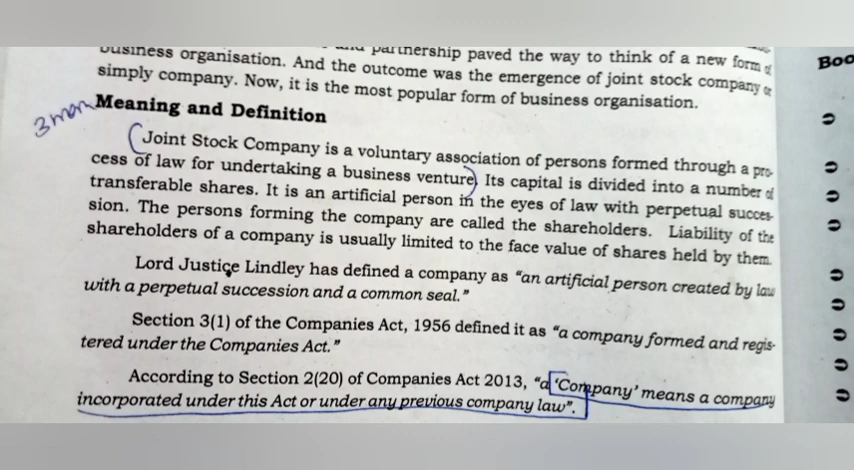 partnership paved the way to think of a new form of
business organisation. And the outcome was the emergence of joint stock company or
simply company. Now, it is the most popular form of business organisation.
Boo
3 mark
Meaning and Definition
Joint Stock Company is a voluntary association of persons formed through a pro-
cess of law for undertaking a business venture. Its capital is divided into a number of
transferable shares. It is an artificial person in the eyes of law with perpetual succes-
sion. The persons forming the company are called the shareholders. Liability of the
shareholders of a company is usually limited to the face value of shares held by them.
Lord Justice Lindley has defined a company as “an artificial person created by law
with a perpetual succession and a common seal.”
Section 3(1) of the Companies Act, 1956 defined it as “a company formed and regis-
tered under the Companies Act.”
According to Section 2(20) of Companies Act 2013, “a ‘Company’ means a company
incorporated under this Act or under any previous company law”.